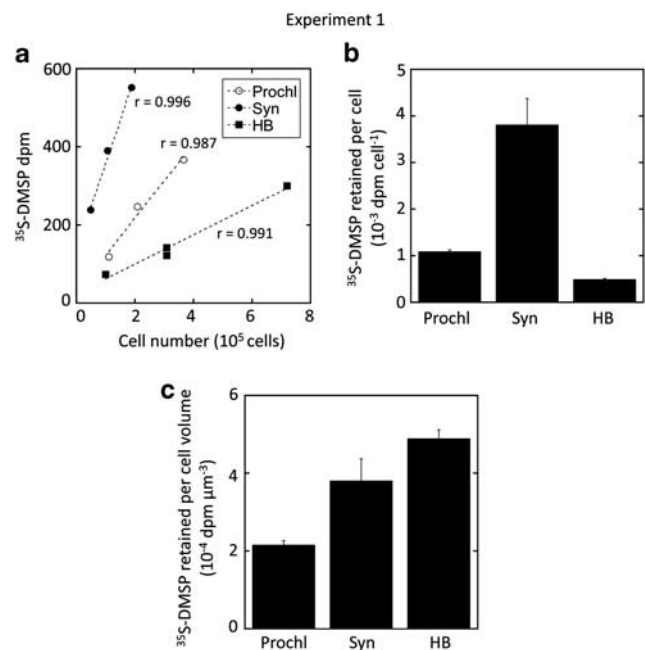 Experiment 1
a
600
400
200
0
³⁵S-DMSP dpm
Prochl
Syn
HB
r = 0.996
r = 0.987
r = 0.991
0 2 4 6 8
Cell number (10⁵ cells)
b
5
4
3
2
1
0
³⁵S-DMSP retained per cell
(10⁻³ dpm cell⁻¹)
Prochl Syn HB
c
6
4
2
0
³⁵S-DMSP retained per cell volume
(10⁻⁴ dpm μm⁻³)
Prochl Syn HB